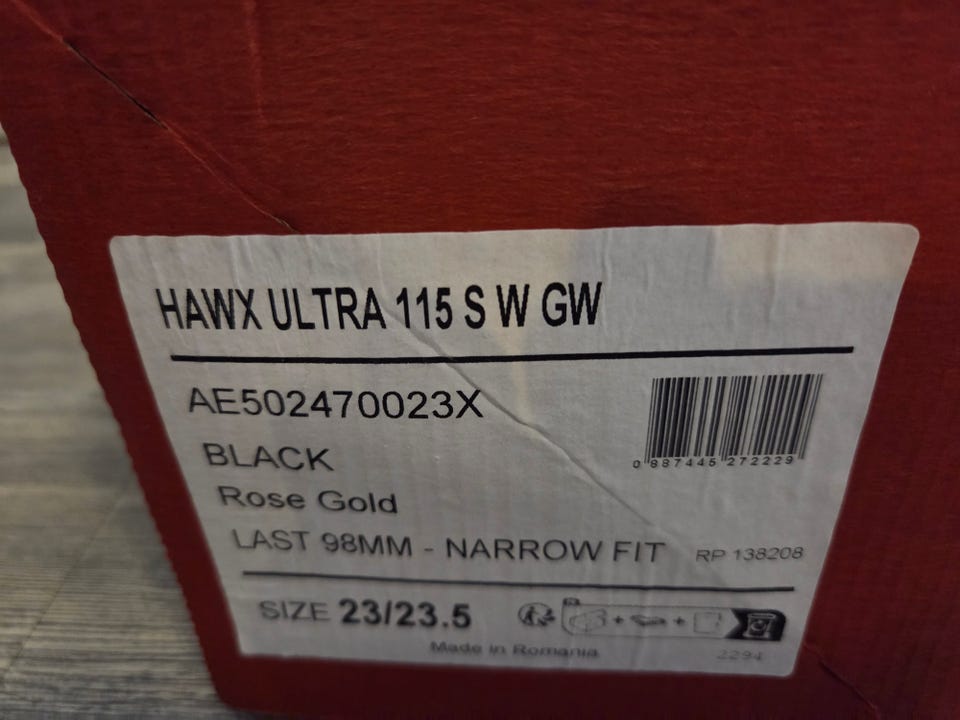 HAWX ULTRA 115 S W GW
AE502470023X
0 887445 272229
BLACK
Rose Gold
LAST 98MM - NARROW FIT RP 138208
SIZE 23/23.5
Made in Romania
2294